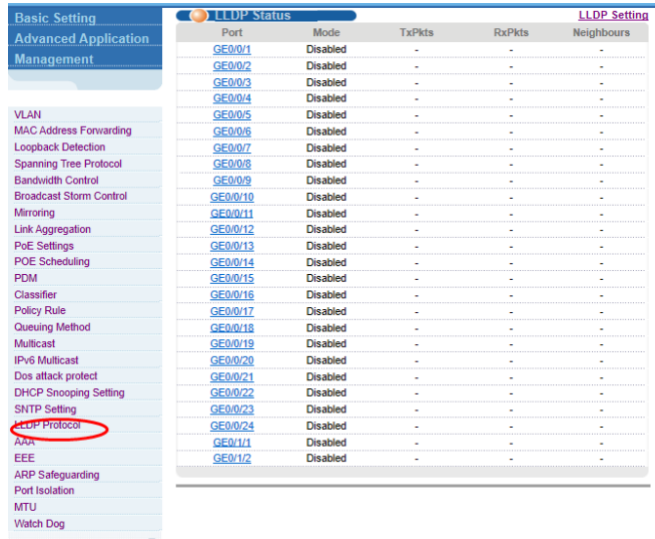 Basic Setting
Advanced Application
Management
VLAN
MAC Address Forwarding
Loopback Detection
Spanning Tree Protocol
Bandwidth Control
Broadcast Storm Control
Mirroring
Link Aggregation
PoE Settings
POE Scheduling
PDM
Classifier
Policy Rule
Queuing Method
Multicast
IPv6 Multicast
Dos attack protect
DHCP Snooping Setting
SNTP Setting
LLDP Protocol
AAA
EEE
ARP Safeguarding
Port Isolation
MTU
Watch Dog
LLDP Status LLDP Setting
Port Mode TxPkts RxPkts Neighbours
GE0/0/1 Disabled - - -
GE0/0/2 Disabled - - -
GE0/0/3 Disabled - - -
GE0/0/4 Disabled - - -
GE0/0/5 Disabled - - -
GE0/0/6 Disabled - - -
GE0/0/7 Disabled - - -
GE0/0/8 Disabled - - -
GE0/0/9 Disabled - - -
GE0/0/10 Disabled - - -
GE0/0/11 Disabled - - -
GE0/0/12 Disabled - - -
GE0/0/13 Disabled - - -
GE0/0/14 Disabled - - -
GE0/0/15 Disabled - - -
GE0/0/16 Disabled - - -
GE0/0/17 Disabled - - -
GE0/0/18 Disabled - - -
GE0/0/19 Disabled - - -
GE0/0/20 Disabled - - -
GE0/0/21 Disabled - - -
GE0/0/22 Disabled - - -
GE0/0/23 Disabled - - -
GE0/0/24 Disabled - - -
GE0/1/1 Disabled - - -
GE0/1/2 Disabled - - -